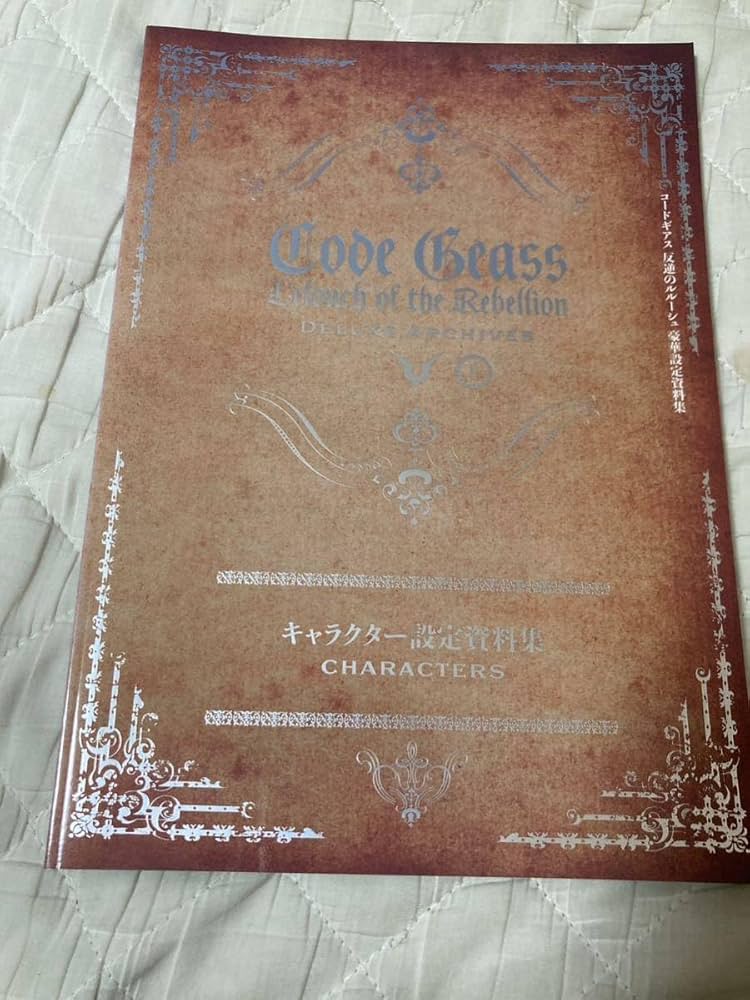 Code Geass
Lelouch of the Rebellion
DELUXE ARCHIVES
コードギアス 反逆のルルーシュ 豪華設定資料集
キャラクター設定資料集
CHARACTERS